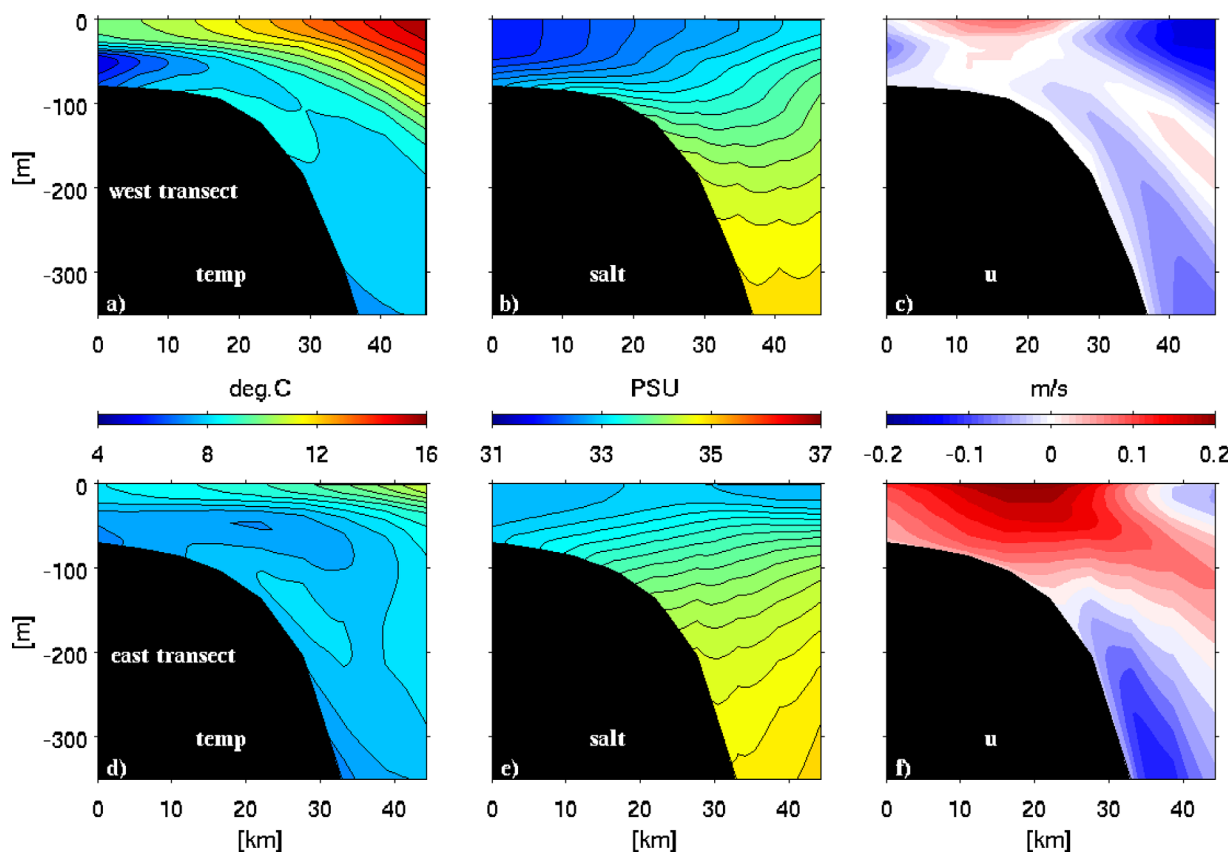 0
-100
-200
-300
[m]
west transect
temp
a)
0 10 20 30 40
salt
b)
0 10 20 30 40
u
c)
0 10 20 30 40
deg.C
4 8 12 16
PSU
31 33 35 37
m/s
-0.2 -0.1 0 0.1 0.2
0
-100
-200
-300
[m]
east transect
temp
d)
0 10 20 30 40
[km]
salt
e)
0 10 20 30 40
[km]
u
f)
0 10 20 30 40
[km]